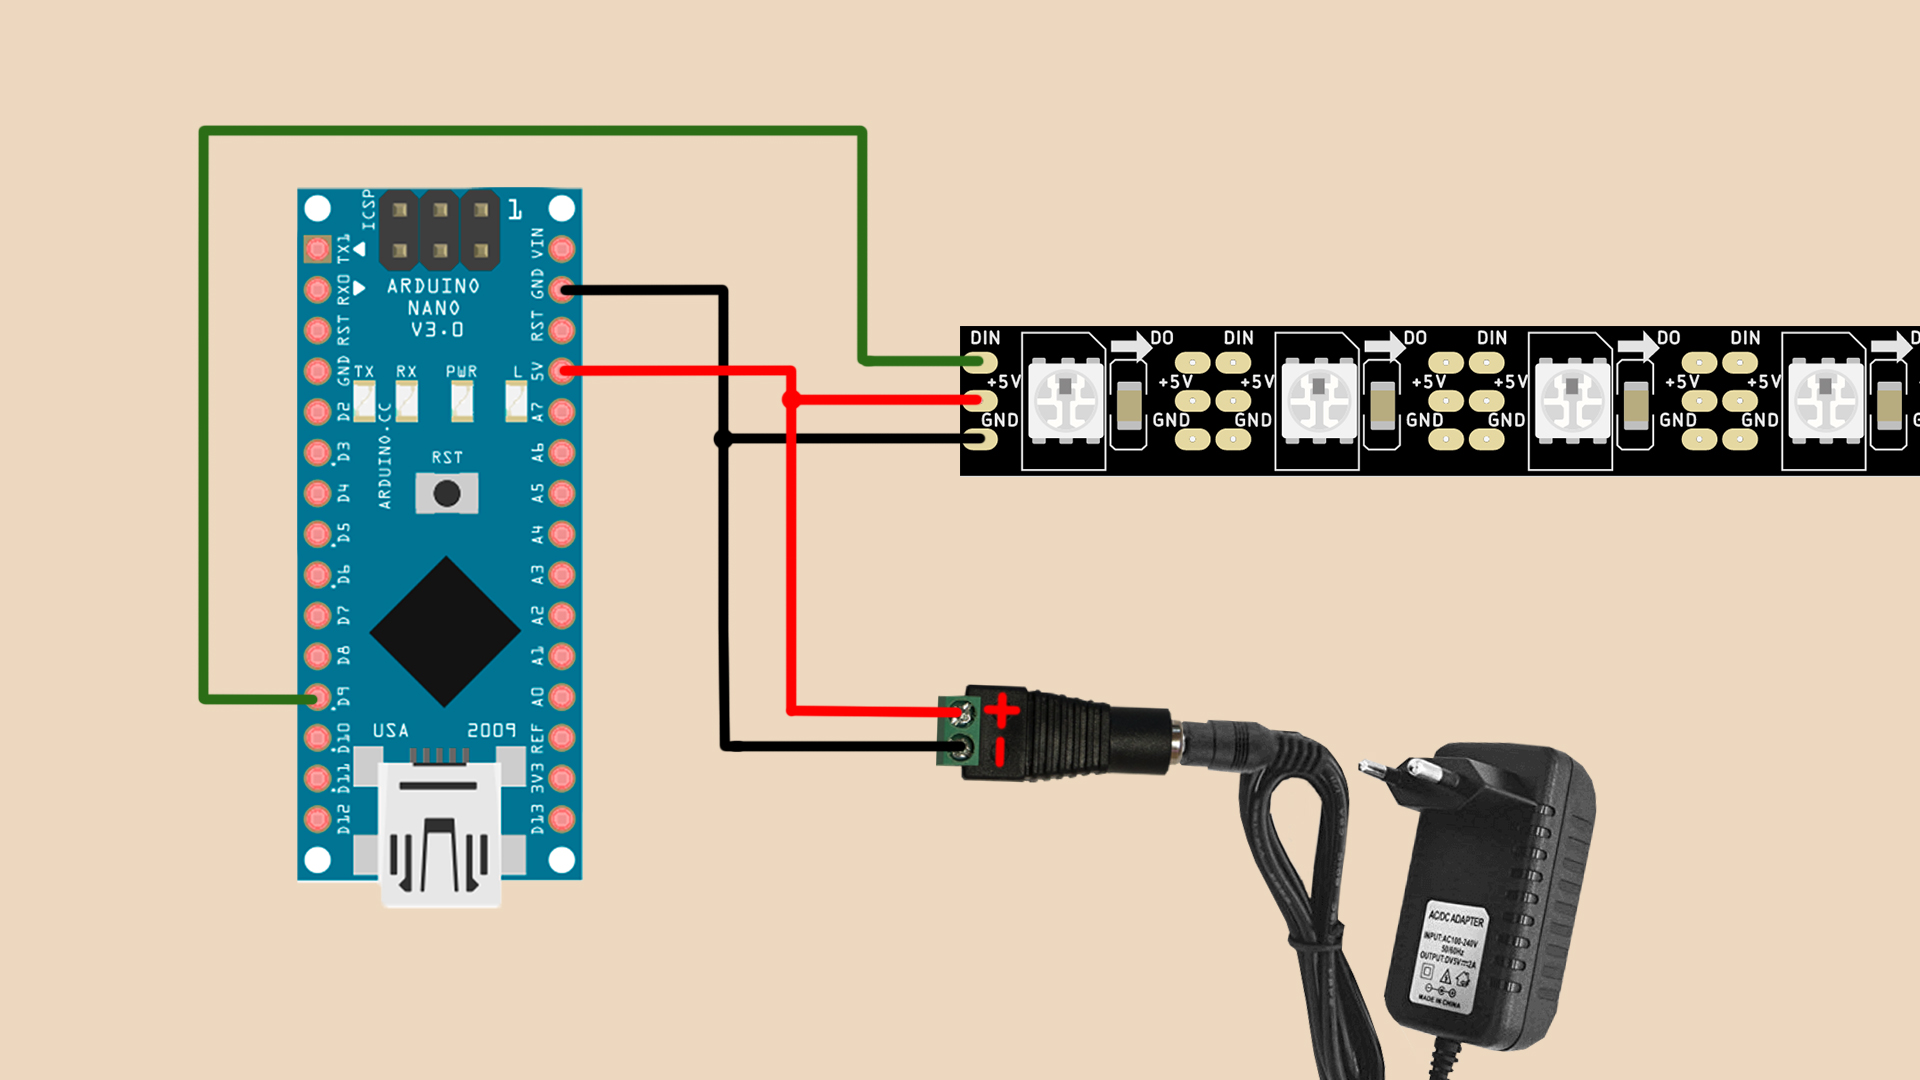 ICSP
1
TX1
RX0
RST
GND
D2
D3
D4
D5
D6
D7
D8
D9
D10
D11
D12
VIN
GND
RST
5V
A7
A6
A5
A4
A3
A2
A1
A0
REF
3V3
D13
ARDUINO
NANO
V3.0
TX RX PWR L
ARDUINO.CC
RST
USA 2009
DIN
+5V
GND
DO
+5V
GND
DIN
+5V
GND
DO
+5V
GND
DIN
+5V
GND
DO
+5V
GND
DIN
+5V
GND
D
G
+
-
AC/DC ADAPTER
INPUT:AC100-240V
50/60Hz
OUTPUT:DV5V⎓2A
MADE IN CHINA